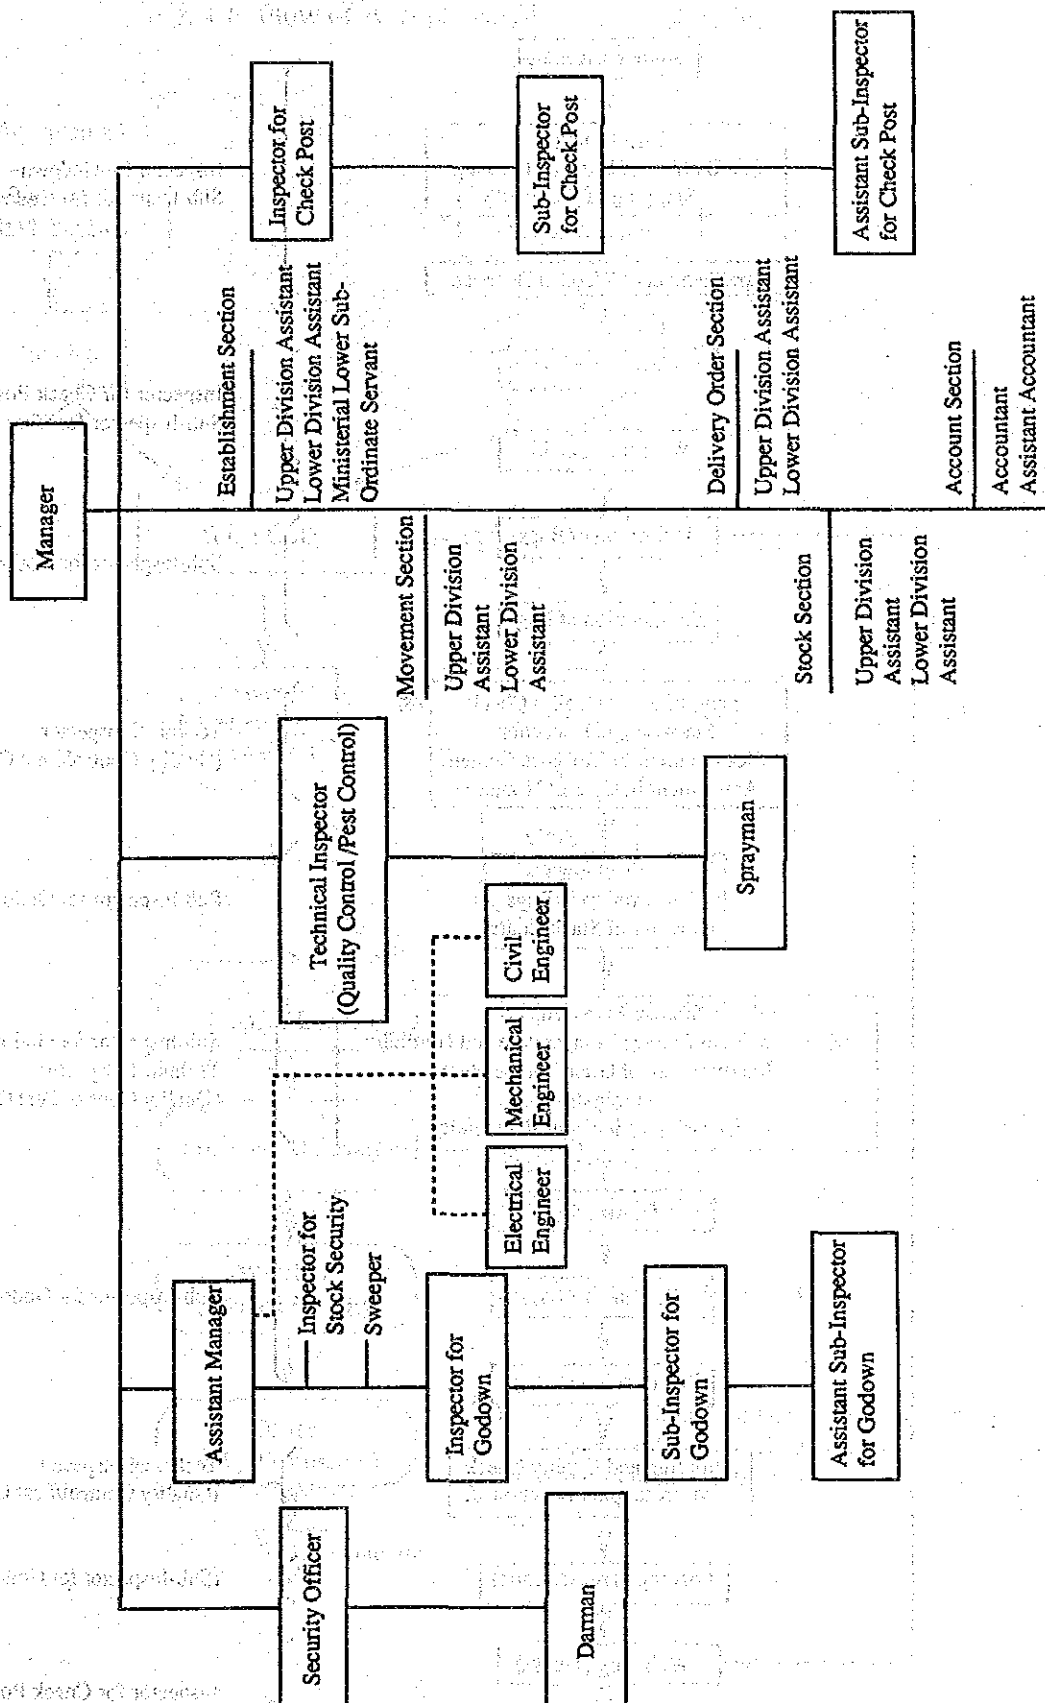 Manager
Security Officer
Darman
Assistant Manager
Inspector for
Stock Security
Sweeper
Inspector for
Godown
Sub-Inspector for
Godown
Assistant Sub-Inspector
for Godown
Electrical
Engineer
Mechanical
Engineer
Civil
Engineer
Technical Inspector
(Quality Control /Pest Control)
Sprayman
Movement Section
Upper Division
Assistant
Lower Division
Assistant
Stock Section
Upper Division
Assistant
Lower Division
Assistant
Establishment Section
Upper Division Assistant
Lower Division Assistant
Ministerial Lower Sub-
Ordinate Servant
Delivery Order Section
Upper Division Assistant
Lower Division Assistant
Account Section
Accountant
Assistant Accountant
Inspector for
Check Post
Sub-Inspector
for Check Post
Assistant Sub-Inspector
for Check Post